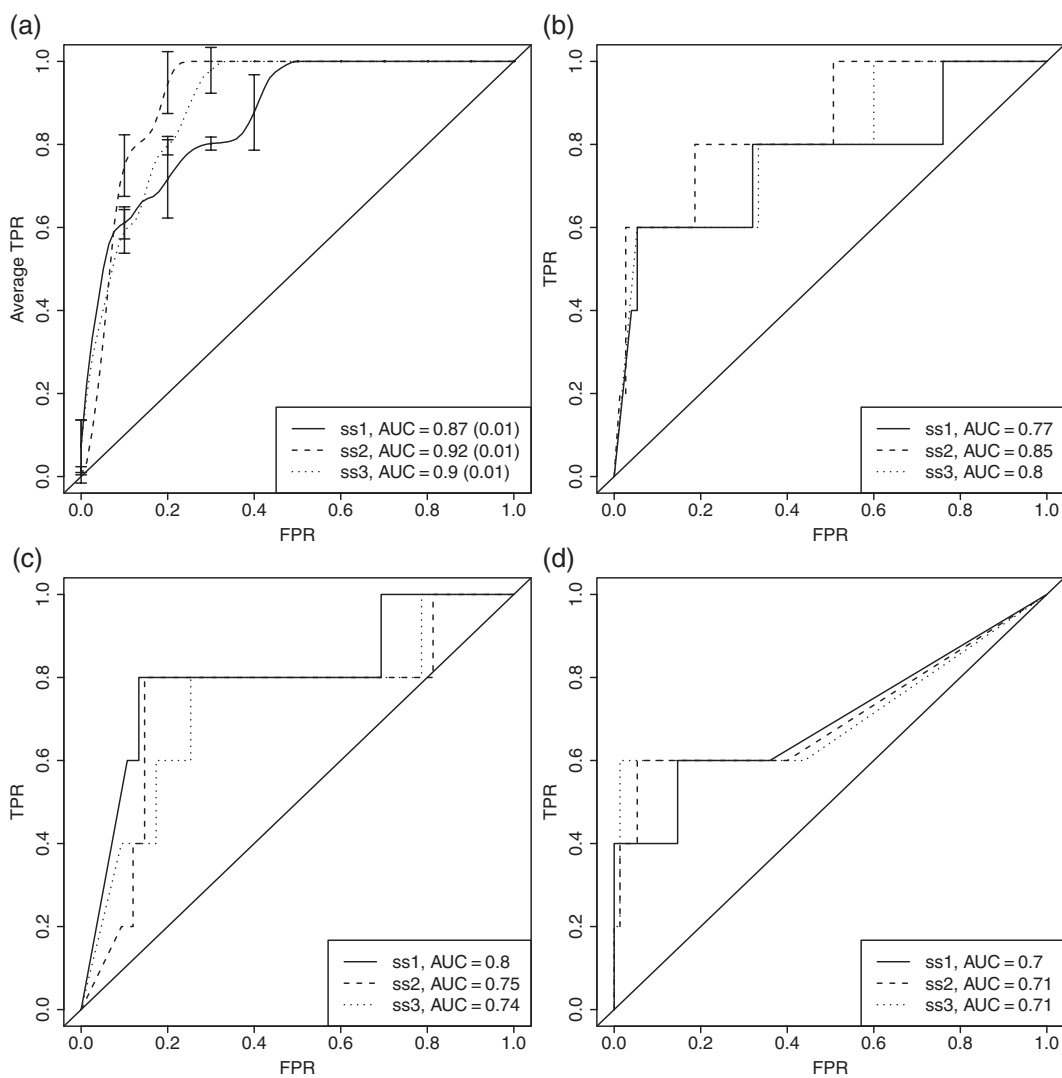 (a)
Average TPR
0.0 0.2 0.4 0.6 0.8 1.0
ss1, AUC = 0.87 (0.01)
ss2, AUC = 0.92 (0.01)
ss3, AUC = 0.9 (0.01)
0.0 0.2 0.4 0.6 0.8 1.0
FPR
(b)
TPR
0.0 0.2 0.4 0.6 0.8 1.0
ss1, AUC = 0.77
ss2, AUC = 0.85
ss3, AUC = 0.8
0.0 0.2 0.4 0.6 0.8 1.0
FPR
(c)
TPR
0.0 0.2 0.4 0.6 0.8 1.0
ss1, AUC = 0.8
ss2, AUC = 0.75
ss3, AUC = 0.74
0.0 0.2 0.4 0.6 0.8 1.0
FPR
(d)
TPR
0.0 0.2 0.4 0.6 0.8 1.0
ss1, AUC = 0.7
ss2, AUC = 0.71
ss3, AUC = 0.71
0.0 0.2 0.4 0.6 0.8 1.0
FPR